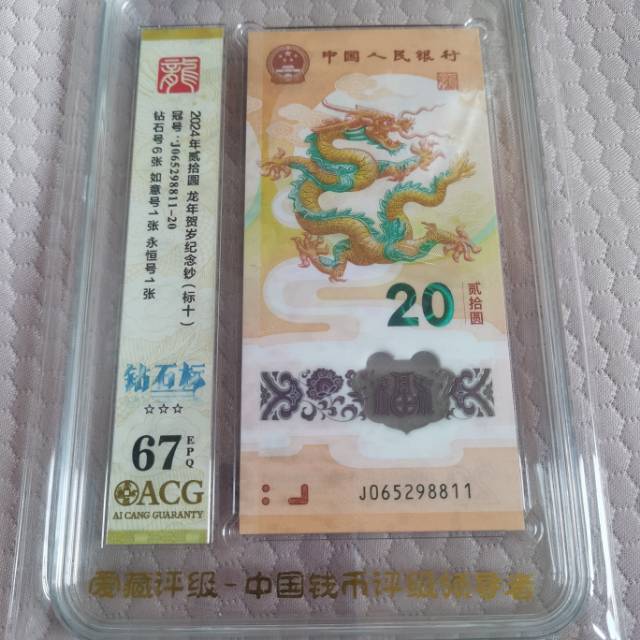 龍
2024年贰拾圆 龙年贺岁纪念钞（标十）
冠号：J065298811-20
钻石号6张 如意号1张 永恒号1张
钻石标
☆☆☆
67 EPQ
ACG
AI CANG GUARANTY
中国人民银行
20
贰拾圆
J065298811
爱藏评级-中国钱币评级领导者